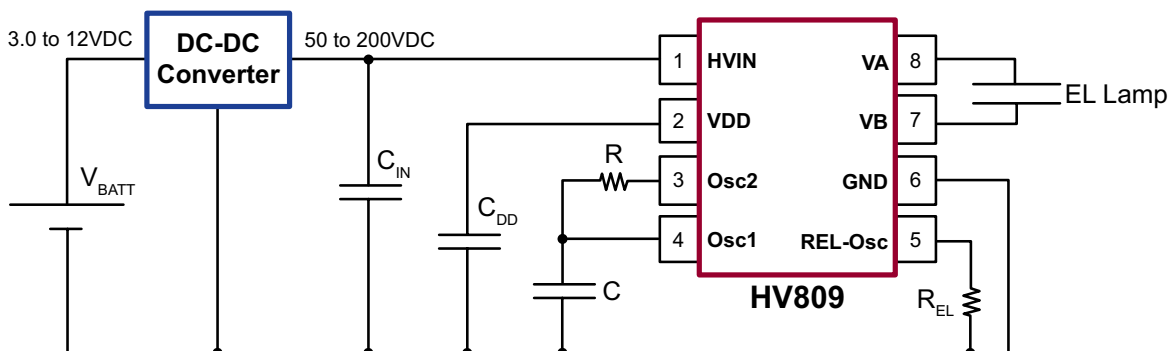 3.0 to 12VDC
DC-DC
Converter
50 to 200VDC
V_BATT
C_IN
C_DD
R
C
1 HVIN
2 VDD
3 Osc2
4 Osc1
VA 8
VB 7
GND 6
REL-Osc 5
HV809
EL Lamp
R_EL